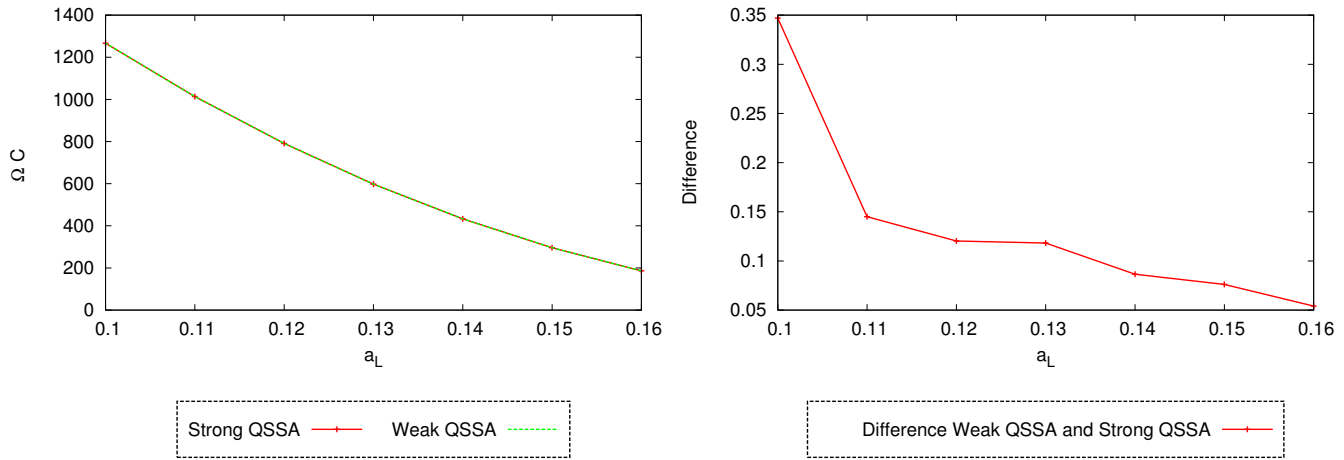 1400
1200
1000
800
600
400
200
0
Ω C
0.1 0.11 0.12 0.13 0.14 0.15 0.16
a_L
Strong QSSA Weak QSSA
0.35
0.3
0.25
0.2
0.15
0.1
0.05
Difference
0.1 0.11 0.12 0.13 0.14 0.15 0.16
a_L
Difference Weak QSSA and Strong QSSA